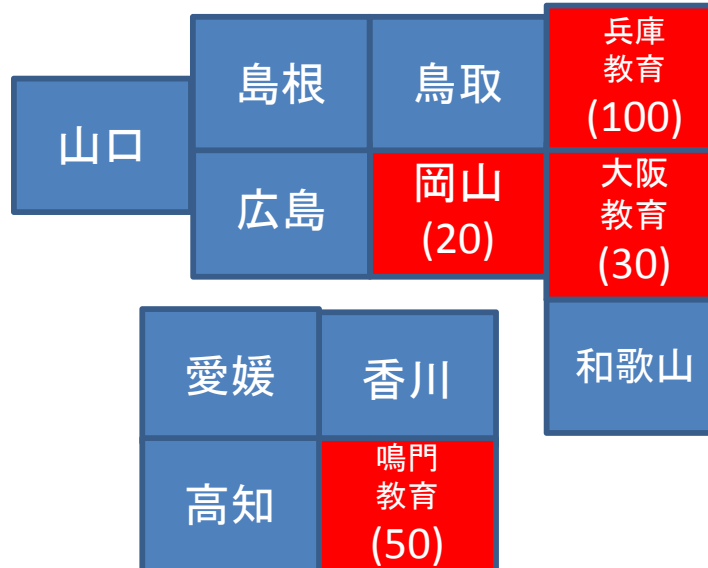 山口
島根
鳥取
兵庫
教育
(100)
広島
岡山
(20)
大阪
教育
(30)
和歌山
愛媛
香川
高知
鳴門
教育
(50)